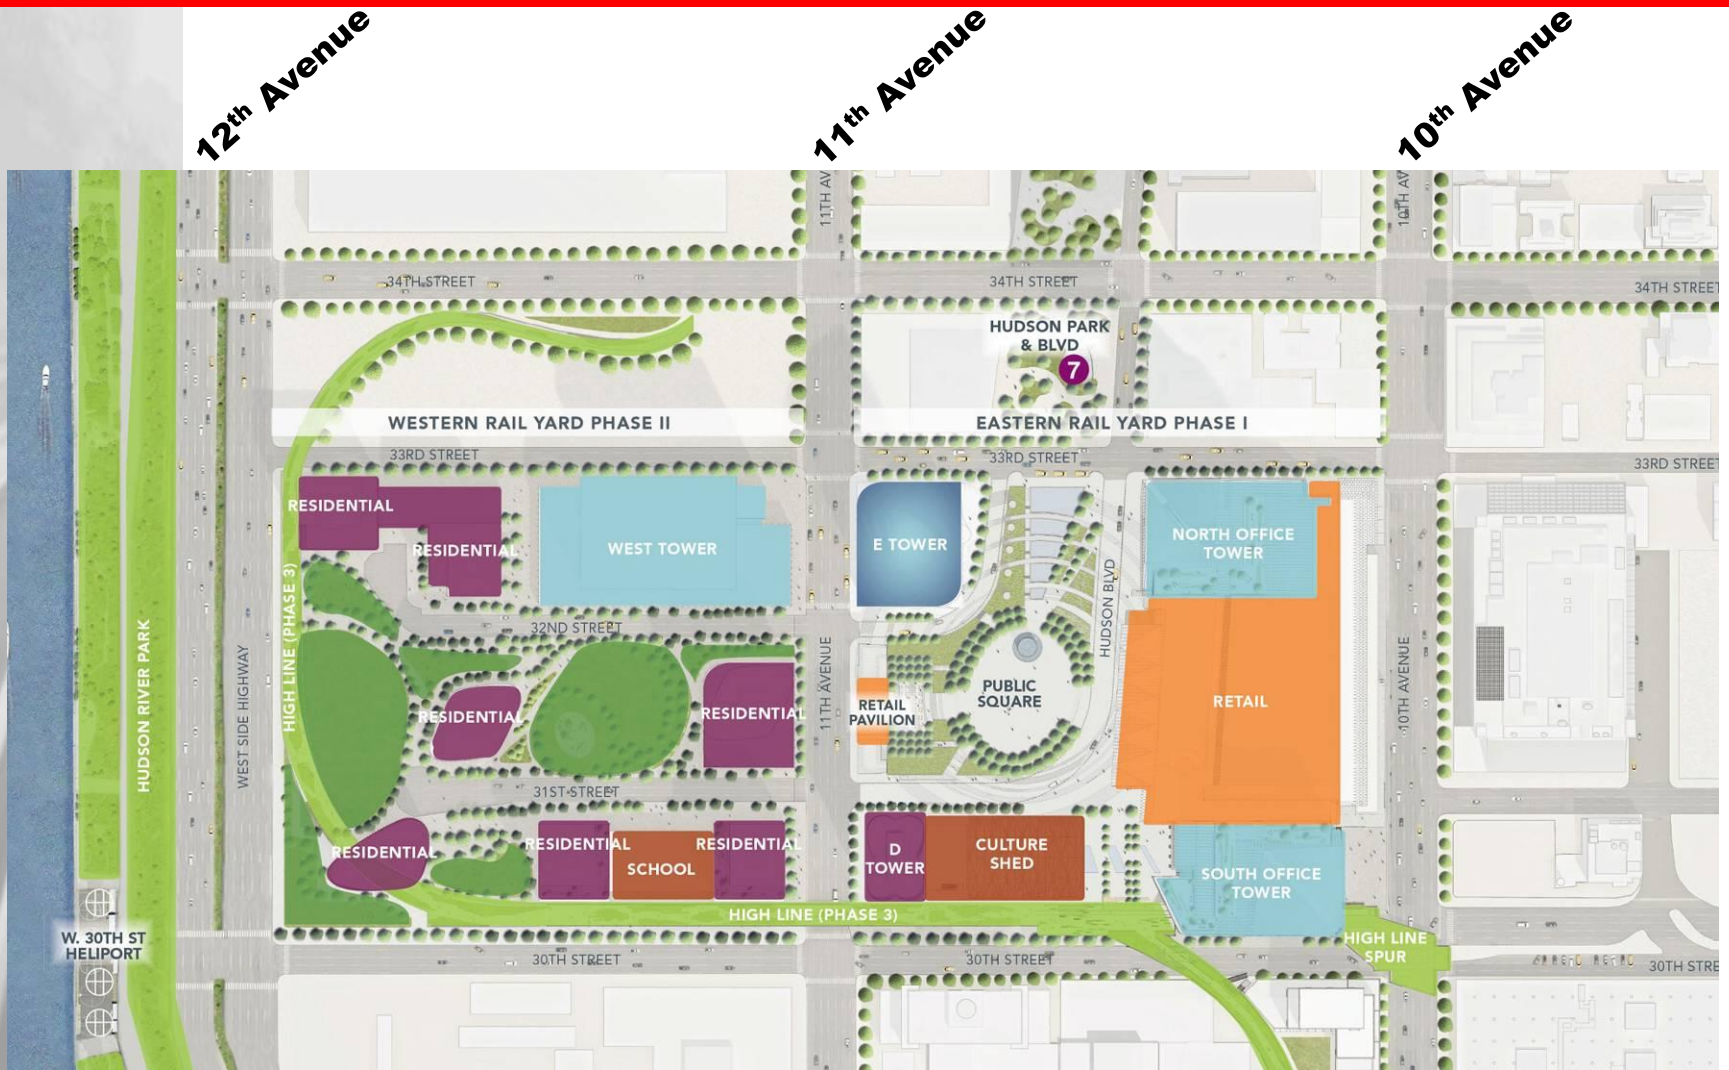 12th Avenue
11th Avenue
10th Avenue
11TH AV
10TH AV
34TH STREET
34TH STREET
34TH STREET
HUDSON PARK
& BLVD
7
WESTERN RAIL YARD PHASE II
EASTERN RAIL YARD PHASE I
33RD STREET
33RD STREET
33RD STREET
RESIDENTIAL
RESIDENTIAL
WEST TOWER
E TOWER
NORTH OFFICE
TOWER
HIGH LINE (PHASE 3)
HUDSON RIVER PARK
WEST SIDE HIGHWAY
32ND STREET
11TH AVENUE
HUDSON BLVD
10TH AVENUE
RESIDENTIAL
RESIDENTIAL
RETAIL
PAVILION
PUBLIC
SQUARE
RETAIL
31ST STREET
RESIDENTIAL
RESIDENTIAL
SCHOOL
RESIDENTIAL
D
TOWER
CULTURE
SHED
SOUTH OFFICE
TOWER
HIGH LINE (PHASE 3)
W. 30TH ST
HELIPORT
HIGH LINE
SPUR
30TH STREET
30TH STREET
30TH STRE